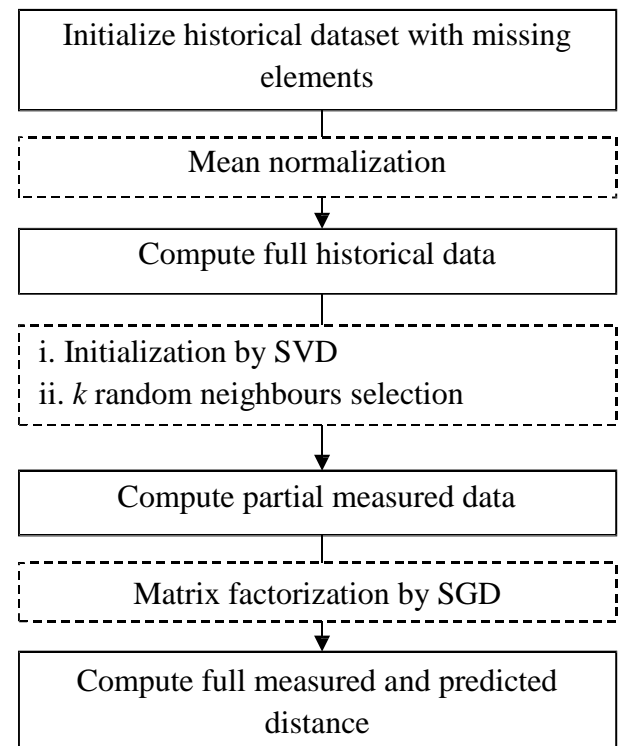 Initialize historical dataset with missing
elements
Mean normalization
Compute full historical data
i. Initialization by SVD
ii. k random neighbours selection
Compute partial measured data
Matrix factorization by SGD
Compute full measured and predicted
distance